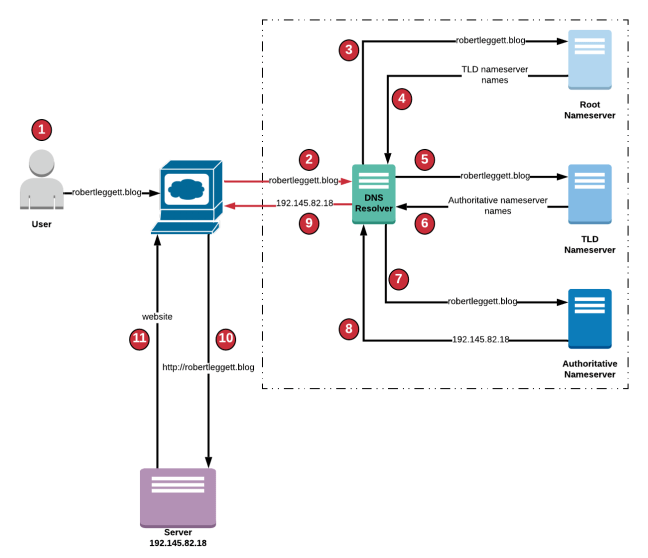 robertleggett.blog
3
TLD nameserver
names
4
Root
Nameserver
1
2
5
robertleggett.blog
robertleggett.blog
robertleggett.blog
DNS
Resolver
192.145.82.18
Authoritative nameserver
names
User
9
6
TLD
Nameserver
7
robertleggett.blog
website
8
11
10
192.145.82.18
http://robertleggett.blog
Authoritative
Nameserver
Server
192.145.82.18